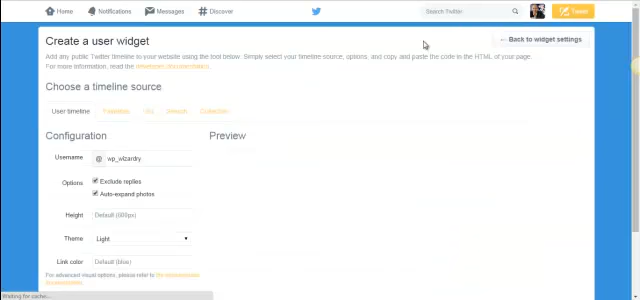 Home Notifications Messages Discover Search Twitter Tweet
Create a user widget
← Back to widget settings
Add any public Twitter timeline to your website using the tool below. Simply select your timeline source, options, and copy and paste the code in the HTML of your page.
For more information, read the developer documentation.
Choose a timeline source
User timeline Favorites List Search Collection
Configuration Preview
Username @ wp_wizardry
Options Exclude replies
Auto-expand photos
Height Default (600px)
Theme Light
Link color Default (blue)
For advanced visual options, please refer to the customization
documentation.
Waiting for cache...